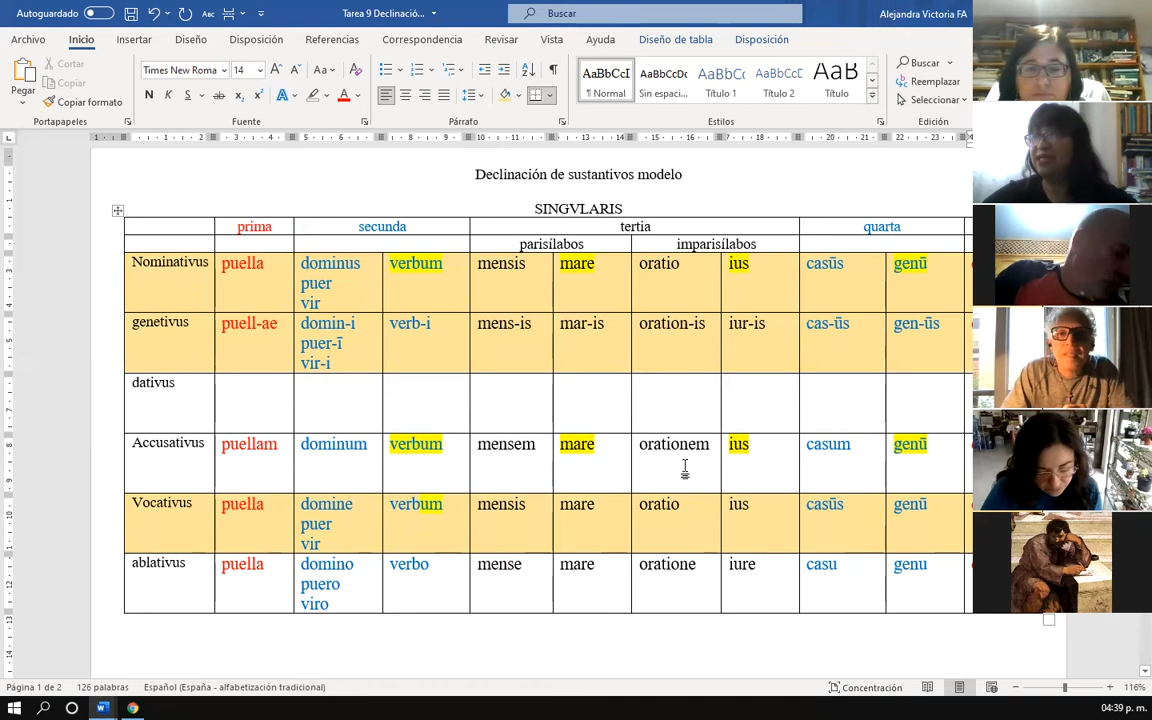 Autoguardado
Tarea 9 Declinació...
Buscar
Alejandra Victoria FA
Archivo Inicio Insertar Diseño Disposición Referencias Correspondencia Revisar Vista Ayuda Diseño de tabla Disposición
Pegar
Cortar
Copiar
Copiar formato
Portapapeles
Times New Roma 14
N K S
Fuente
Párrafo
AaBbCcI AaBbCcDc AaBbCc AaBbCcD AaB
¶ Normal Sin espaci... Título 1 Título 2 Título
Estilos
Buscar
Reemplazar
Seleccionar
Edición
Declinación de sustantivos modelo
SINGVLARIS
prima secunda tertia quarta
parisílabos imparisílabos
Nominativus puella dominus verbum mensis mare oratio ius casūs genū
puer
vir
genetivus puell-ae domin-i verb-i mens-is mar-is oration-is iur-is cas-ūs gen-ūs
puer-ī
vir-i
dativus
Accusativus puellam dominum verbum mensem mare orationem ius casum genū
Vocativus puella domine verbum mensis mare oratio ius casūs genū
puer
vir
ablativus puella domino verbo mense mare oratione iure casu genu
puero
viro
Página 1 de 2 126 palabras Español (España - alfabetización tradicional) Concentración 116%
04:39 p. m.